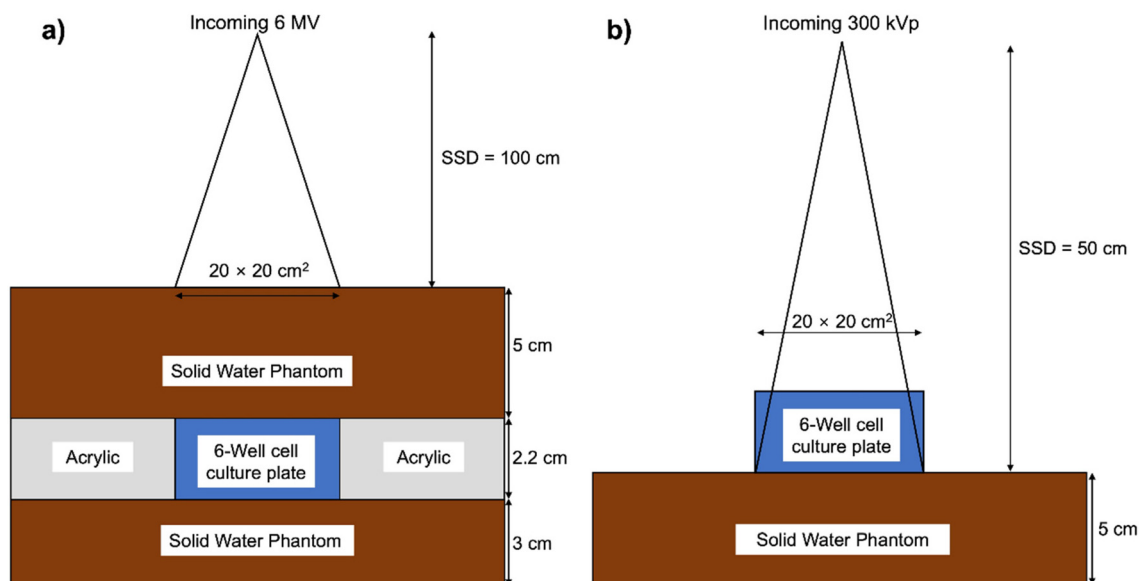 a)
Incoming 6 MV
SSD = 100 cm
20 × 20 cm²
Solid Water Phantom
5 cm
Acrylic
6-Well cell
culture plate
Acrylic
2.2 cm
Solid Water Phantom
3 cm
b)
Incoming 300 kVp
SSD = 50 cm
20 × 20 cm²
6-Well cell
culture plate
Solid Water Phantom
5 cm